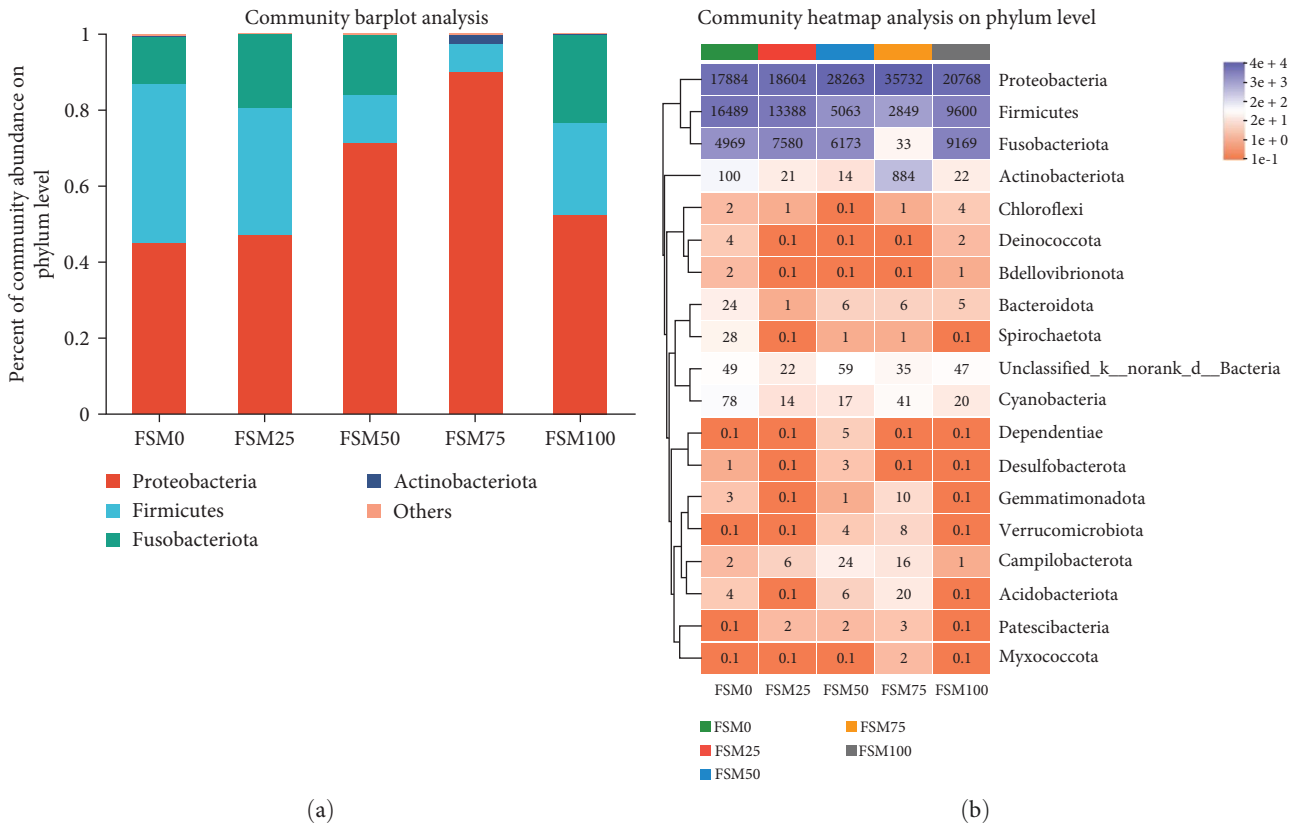 Community barplot analysis
Percent of community abundance on
phylum level
1
0.8
0.6
0.4
0.2
0
FSM0 FSM25 FSM50 FSM75 FSM100
Proteobacteria
Firmicutes
Fusobacteriota
Actinobacteriota
Others
(a)
Community heatmap analysis on phylum level
17884 18604 28263 35732 20768 Proteobacteria
16489 13388 5063 2849 9600 Firmicutes
4969 7580 6173 33 9169 Fusobacteriota
100 21 14 884 22 Actinobacteriota
2 1 0.1 1 4 Chloroflexi
4 0.1 0.1 0.1 2 Deinococcota
2 0.1 0.1 0.1 1 Bdellovibrionota
24 1 6 6 5 Bacteroidota
28 0.1 1 1 0.1 Spirochaetota
49 22 59 35 47 Unclassified_k__norank_d__Bacteria
78 14 17 41 20 Cyanobacteria
0.1 0.1 5 0.1 0.1 Dependentiae
1 0.1 3 0.1 0.1 Desulfobacterota
3 0.1 1 10 0.1 Gemmatimonadota
0.1 0.1 4 8 0.1 Verrucomicrobiota
2 6 24 16 1 Campilobacterota
4 0.1 6 20 0.1 Acidobacteriota
0.1 2 2 3 0.1 Patescibacteria
0.1 0.1 0.1 2 0.1 Myxococcota
FSM0 FSM25 FSM50 FSM75 FSM100
4e + 4
4e + 3
2e + 2
2e + 1
1e + 0
1e-1
FSM0
FSM25
FSM50
FSM75
FSM100
(b)